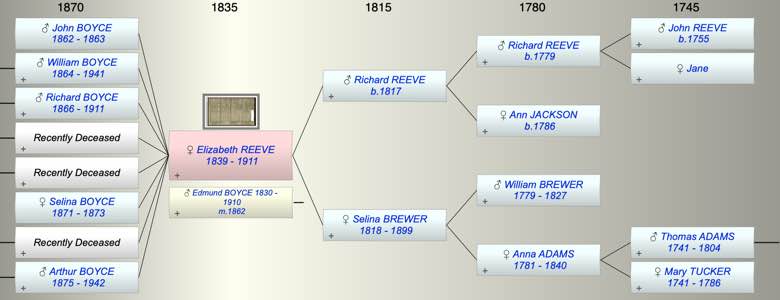 1870
1835
1815
1780
1745
♂ John BOYCE
1862 - 1863
+
♂ William BOYCE
1864 - 1941
+
♂ Richard BOYCE
1866 - 1911
+
Recently Deceased
+
Recently Deceased
+
♀ Selina BOYCE
1871 - 1873
Recently Deceased
+
♂ Arthur BOYCE
1875 - 1942
+
♀ Elizabeth REEVE
1839 - 1911
+
♂ Edmund BOYCE 1830 -
1910
m.1862
+
♂ Richard REEVE
b.1817
+
♀ Selina BREWER
1818 - 1899
+
♂ Richard REEVE
b.1779
+
♀ Ann JACKSON
b.1786
+
♂ William BREWER
1779 - 1827
+
♀ Anna ADAMS
1781 - 1840
+
♂ John REEVE
b.1755
+
♀ Jane
+
♂ Thomas ADAMS
1741 - 1804
+
♀ Mary TUCKER
1741 - 1786
+